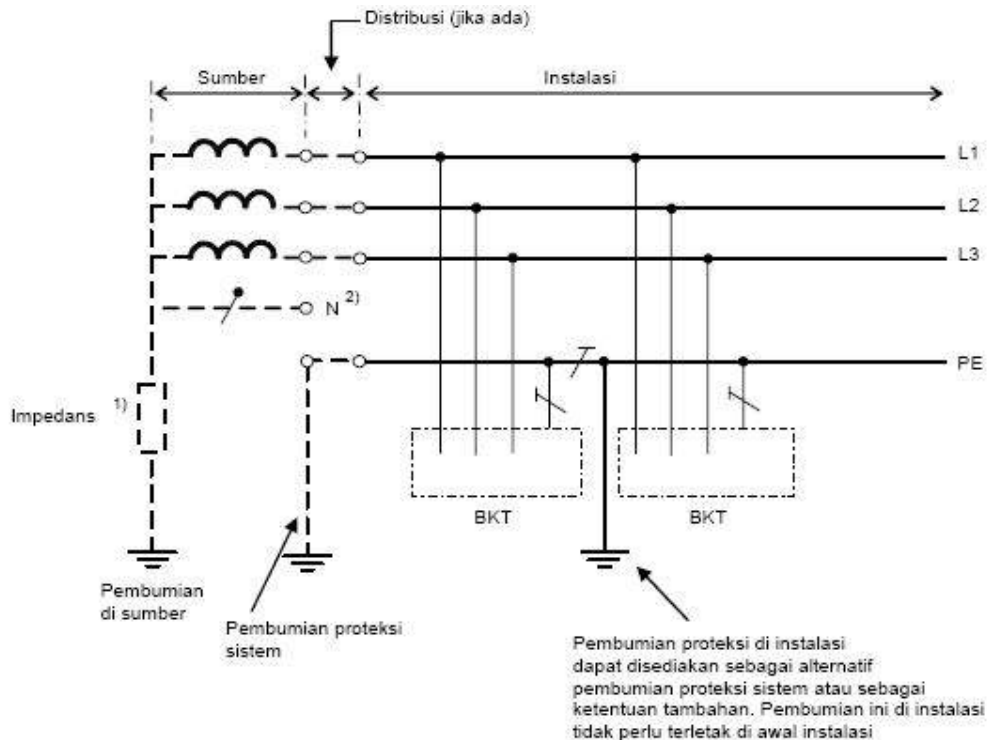 Distribusi (jika ada)
Sumber
Instalasi
L1
L2
L3
N 2)
PE
Impedans 1)
BKT
BKT
Pembumian
di sumber
Pembumian proteksi
sistem
Pembumian proteksi di instalasi
dapat disediakan sebagai alternatif
pembumian proteksi sistem atau sebagai
ketentuan tambahan. Pembumian ini di instalasi
tidak perlu terletak di awal instalasi